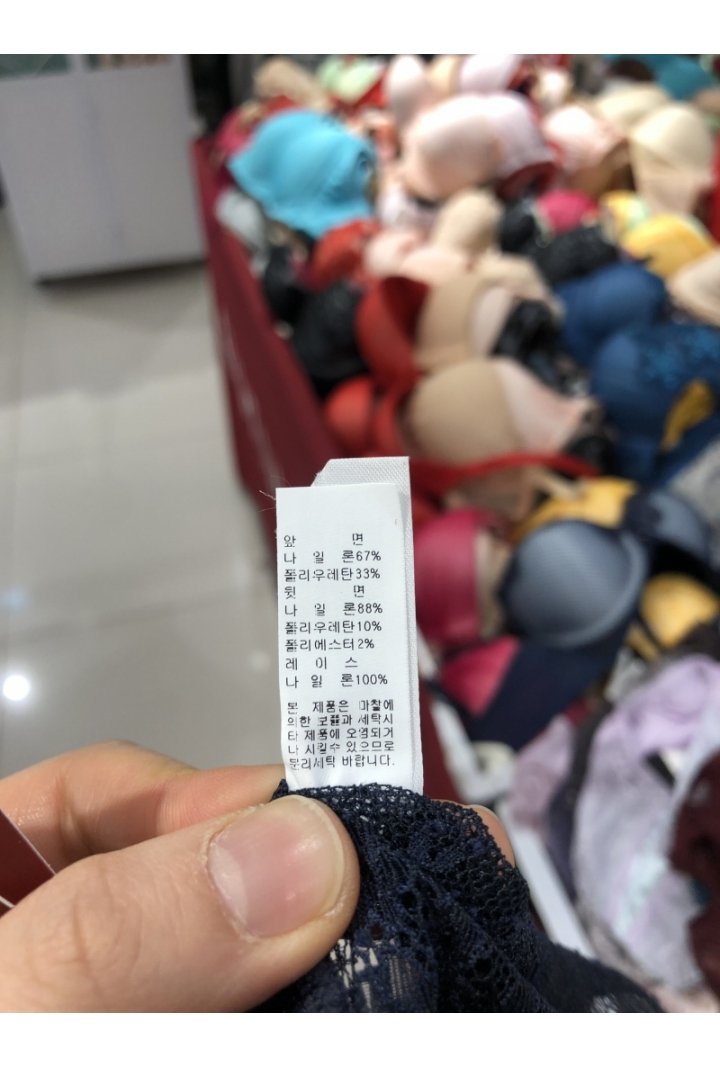 앞 면
나 일 론67%
폴리우레탄33%
뒷 면
나 일 론88%
폴리우레탄10%
폴리에스터2%
레 이 스
나 일 론100%
본 제품은 마찰에
의한 보풀과 세탁시
타 제품에 오염되거
나 시킬수 있으므로
분리세탁 바랍니다.